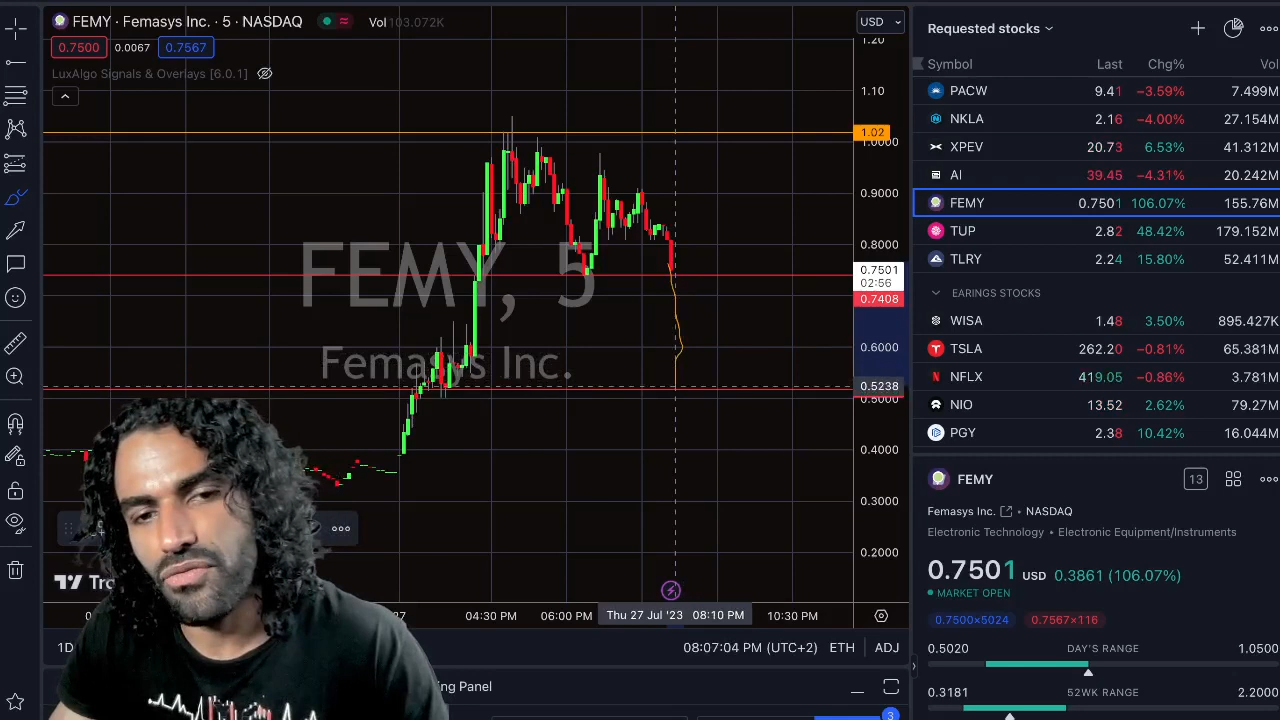 FEMY · Femasys Inc. · 5 · NASDAQ
Vol 103.072K
USD
0.7500 0.0067 0.7567
LuxAlgo Signals & Overlays [6.0.1]
1.20
1.10
1.02
1.0000
0.9000
0.8000
0.7501
02:56
0.7408
0.6000
0.5238
0.5000
0.4000
0.3000
0.2000
FEMY, 5
Femasys Inc.
04:30 PM 06:00 PM Thu 27 Jul '23 08:10 PM 10:30 PM
1D
08:07:04 PM (UTC+2) ETH ADJ
Panel
Requested stocks
Symbol Last Chg% Vol
PACW 9.41 −3.59% 7.499M
NKLA 2.16 −4.00% 27.154M
XPEV 20.73 6.53% 41.312M
AI 39.45 −4.31% 20.242M
FEMY 0.7501 106.07% 155.76M
TUP 2.82 48.42% 179.152M
TLRY 2.24 15.80% 52.411M
EARINGS STOCKS
WISA 1.48 3.50% 895.427K
TSLA 262.20 −0.81% 65.381M
NFLX 419.05 −0.86% 3.781M
NIO 13.52 2.62% 79.27M
PGY 2.38 10.42% 16.044M
FEMY
13
Femasys Inc. • NASDAQ
Electronic Technology • Electronic Equipment/Instruments
0.7501 USD 0.3861 (106.07%)
MARKET OPEN
0.7500×5024 0.7567×116
0.5020 DAY'S RANGE 1.0500
0.3181 52WK RANGE 2.2000
3